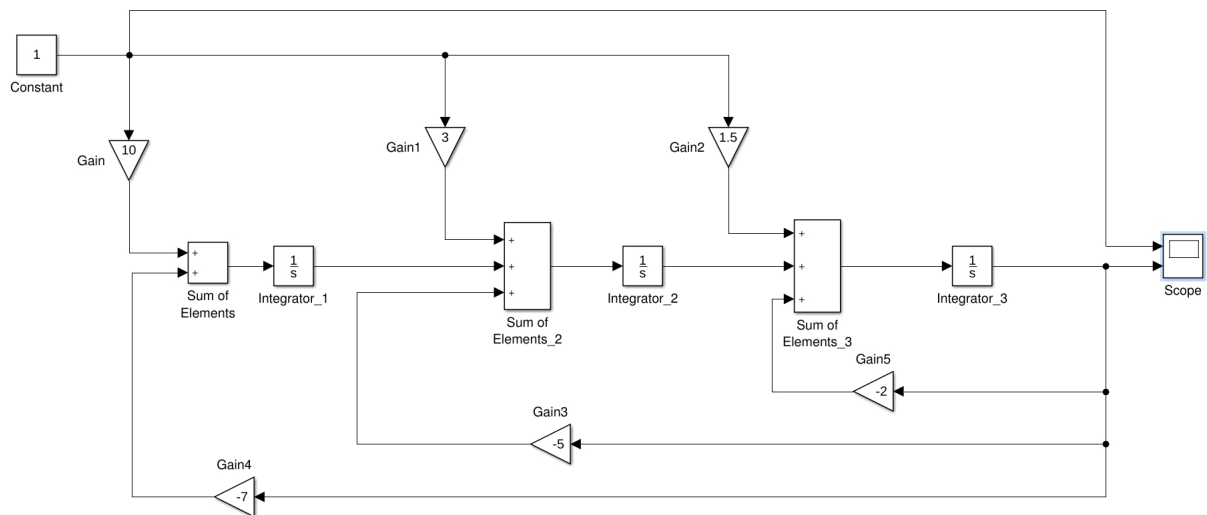 1
Constant
10
Gain
3
Gain1
1.5
Gain2
+
+
Sum of
Elements
1
s
Integrator_1
+
+
+
Sum of
Elements_2
1
s
Integrator_2
+
+
+
Sum of
Elements_3
1
s
Integrator_3
Scope
Gain5
-2
Gain3
-5
Gain4
-7